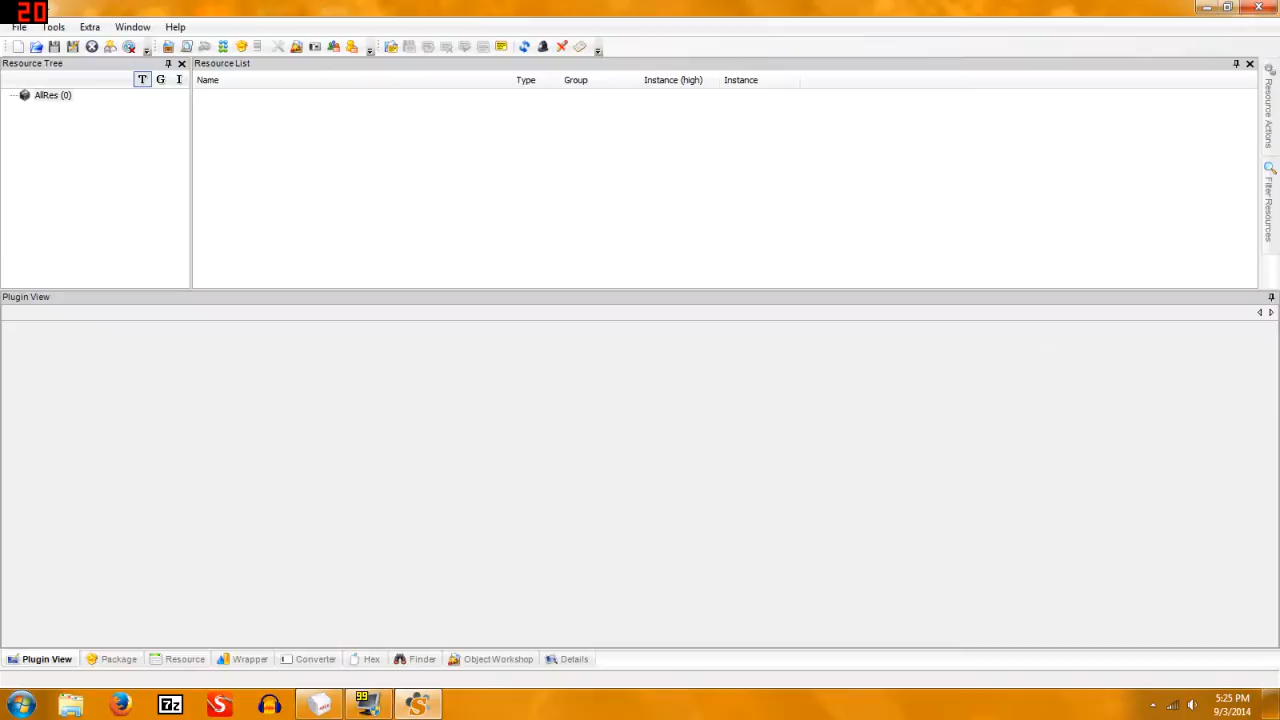 20
File Tools Extra Window Help
Resource Tree
Resource List
T G I
Name Type Group Instance (high) Instance
AllRes (0)
Resource Actions
Filter Resources
Plugin View
Plugin View Package Resource Wrapper Converter Hex Finder Object Workshop Details
7z
99
5:25 PM
9/3/2014